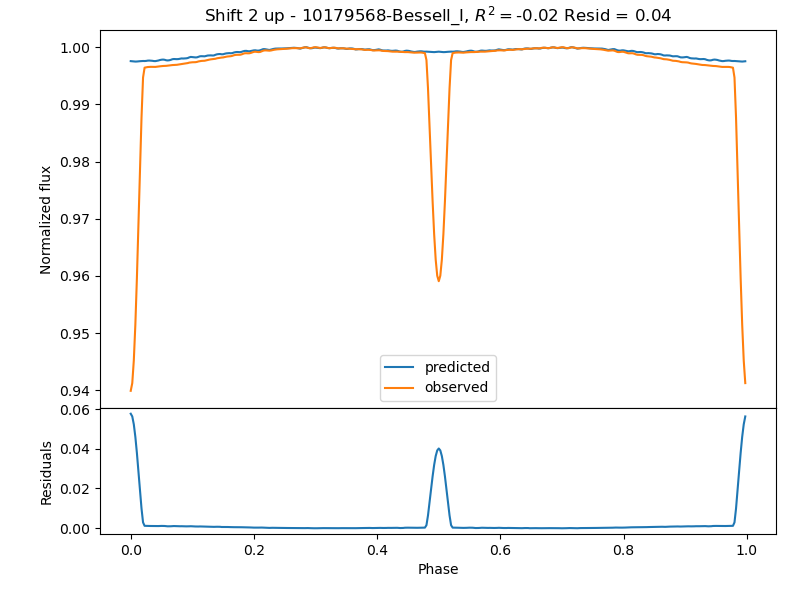 Shift 2 up - 10179568-Bessell_I, R² = -0.02 Resid = 0.04
1.00
0.99
0.98
0.97
0.96
0.95
0.94
Normalized flux
predicted
observed
0.06
0.04
0.02
0.00
Residuals
0.0 0.2 0.4 0.6 0.8 1.0
Phase